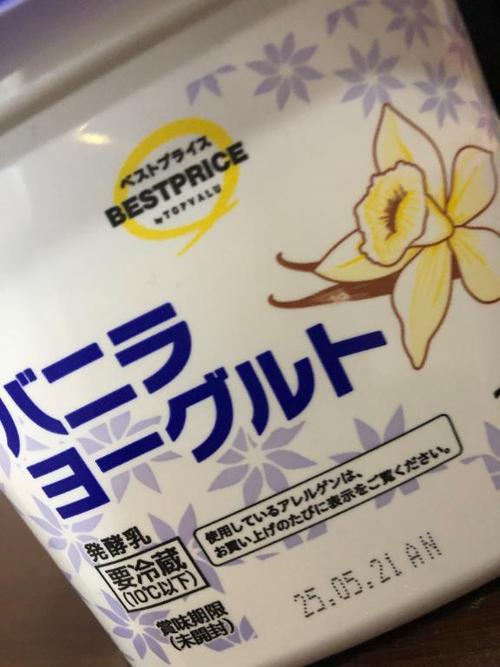 ベストプライス
BESTPRICE
by TOPVALU
バニラ
ヨーグルト
使用しているアレルゲンは、
お買い上げのたびに表示をご覧ください。
発酵乳
要冷蔵
(10℃以下)
賞味期限
(未開封)
25.05.21 AN